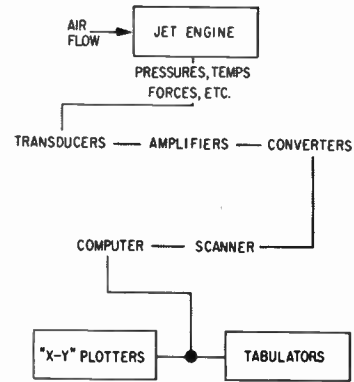 AIR
FLOW
JET ENGINE
PRESSURES, TEMPS
FORCES, ETC.
TRANSDUCERS — AMPLIFIERS — CONVERTERS
COMPUTER — SCANNER
"X-Y" PLOTTERS
TABULATORS